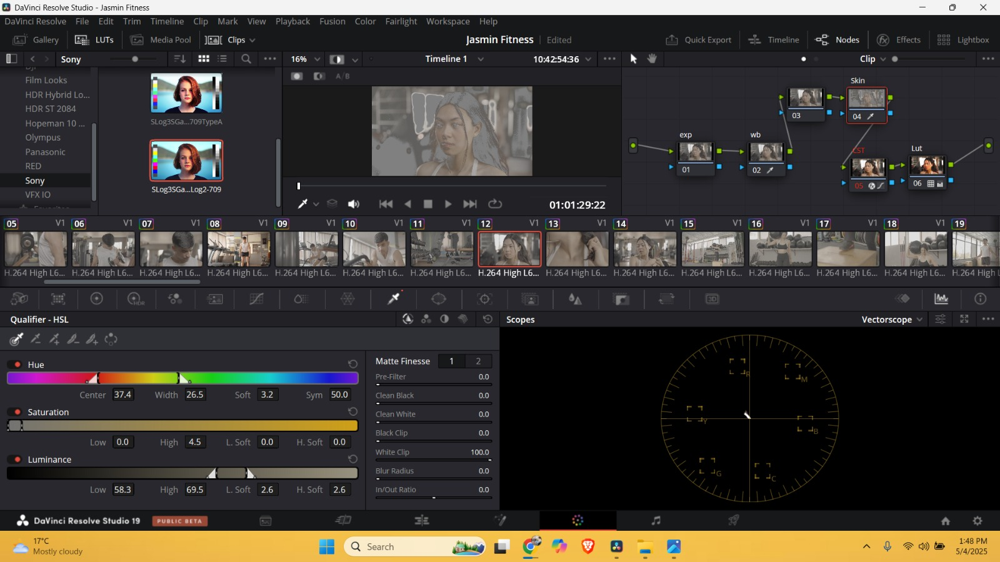 DaVinci Resolve Studio - Jasmin Fitness
DaVinci Resolve File Edit Trim Timeline Clip Mark View Playback Fusion Color Fairlight Workspace Help
Gallery LUTs Media Pool Clips Jasmin Fitness Edited Quick Export Timeline Nodes Effects Lightbox
Sony 16% Timeline 1 10:42:54:36 Clip
A/B
Film Looks
HDR Hybrid Lo...
HDR ST 2084
Hopeman 10 ...
Olympus
Panasonic
RED
Sony
VFX IO
SLog3SGa...709TypeA
SLog3SGa...Log2-709
01:01:29:22
Skin
03
04
exp
wb
01
02
CST
Lut
05
06
05 V1 06 V1 07 V1 08 V1 09 V1 10 V1 11 V1 12 V1 13 V1 14 V1 15 V1 16 V1 17 V1 18 V1 19
H.264 High L6... H.264 High L6... H.264 High L6... H.264 High L6... H.264 High L6... H.264 High L6... H.264 High L6... H.264 High L6... H.264 High L6... H.264 High L6... H.264 High L6... H.264 High L6... H.264 High L6... H.264 High L6... H.264 High
HDR 3D
Qualifier - HSL
Hue
Center 37.4 Width 26.5 Soft 3.2 Sym 50.0
Saturation
Low 0.0 High 4.5 L. Soft 0.0 H. Soft 0.0
Luminance
Low 58.3 High 69.5 L. Soft 2.6 H. Soft 2.6
Matte Finesse 1 2
Pre-Filter 0.0
Clean Black 0.0
Clean White 0.0
Black Clip 0.0
White Clip 100.0
Blur Radius 0.0
In/Out Ratio 0.0
Scopes Vectorscope
R
M
Y
B
G
C
DaVinci Resolve Studio 19 PUBLIC BETA
17°C
Mostly cloudy
Search
1:48 PM
5/4/2025